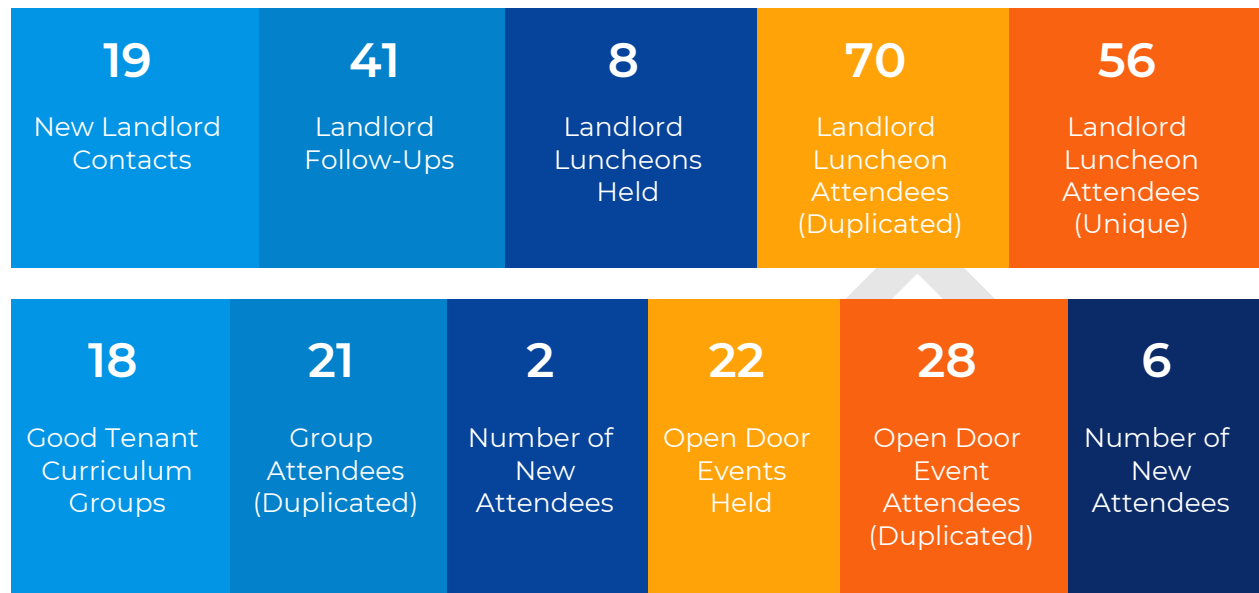 19
New Landlord
Contacts
41
Landlord
Follow-Ups
8
Landlord
Luncheons
Held
70
Landlord
Luncheon
Attendees
(Duplicated)
56
Landlord
Luncheon
Attendees
(Unique)
18
Good Tenant
Curriculum
Groups
21
Group
Attendees
(Duplicated)
2
Number of
New
Attendees
22
Open Door
Events
Held
28
Open Door
Event
Attendees
(Duplicated)
6
Number of
New
Attendees